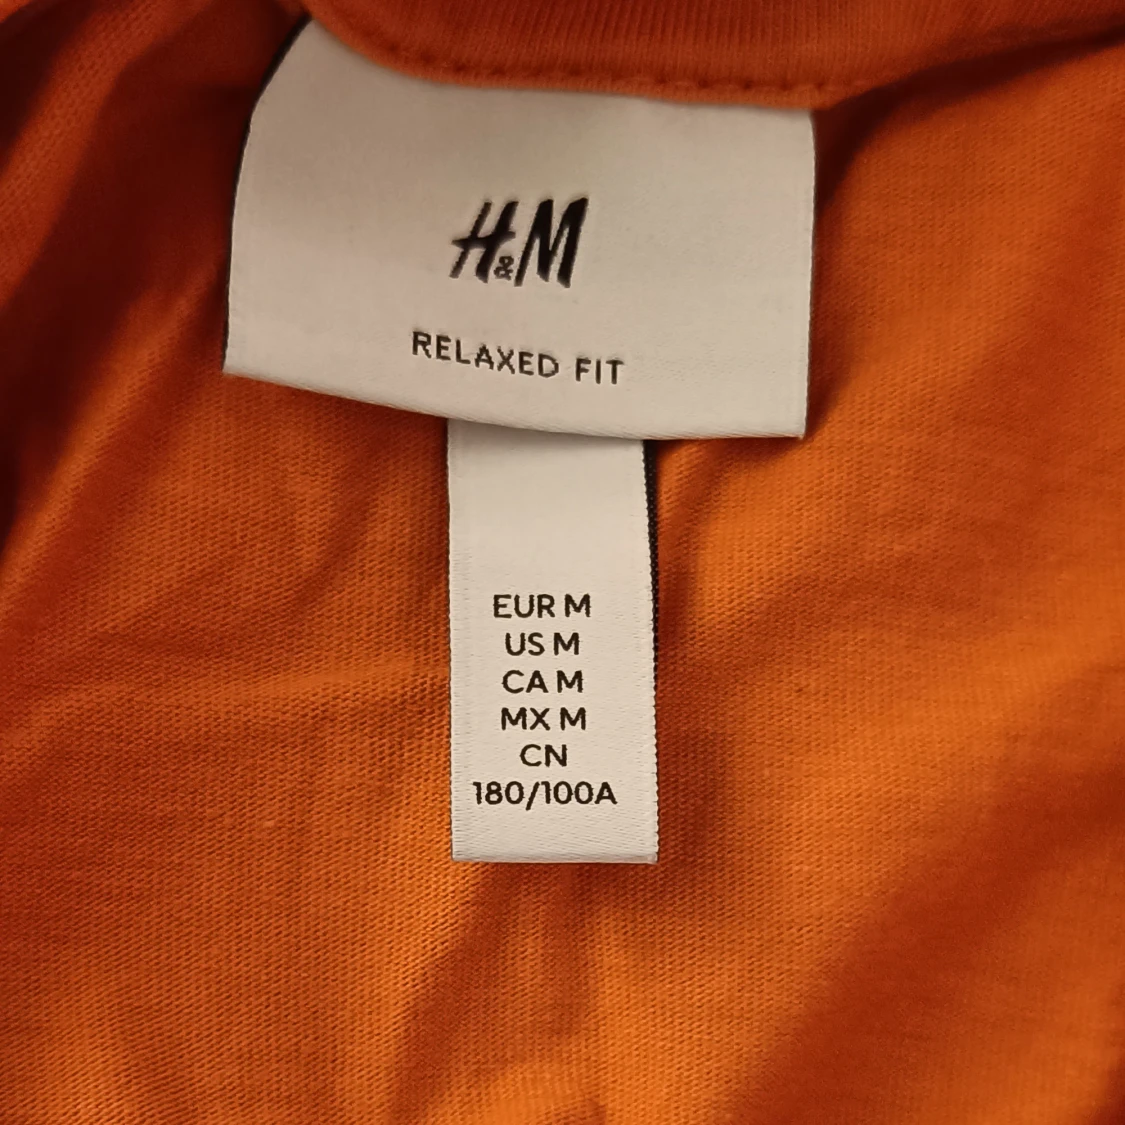 H&M
RELAXED FIT
EUR M
US M
CA M
MX M
CN
180/100A